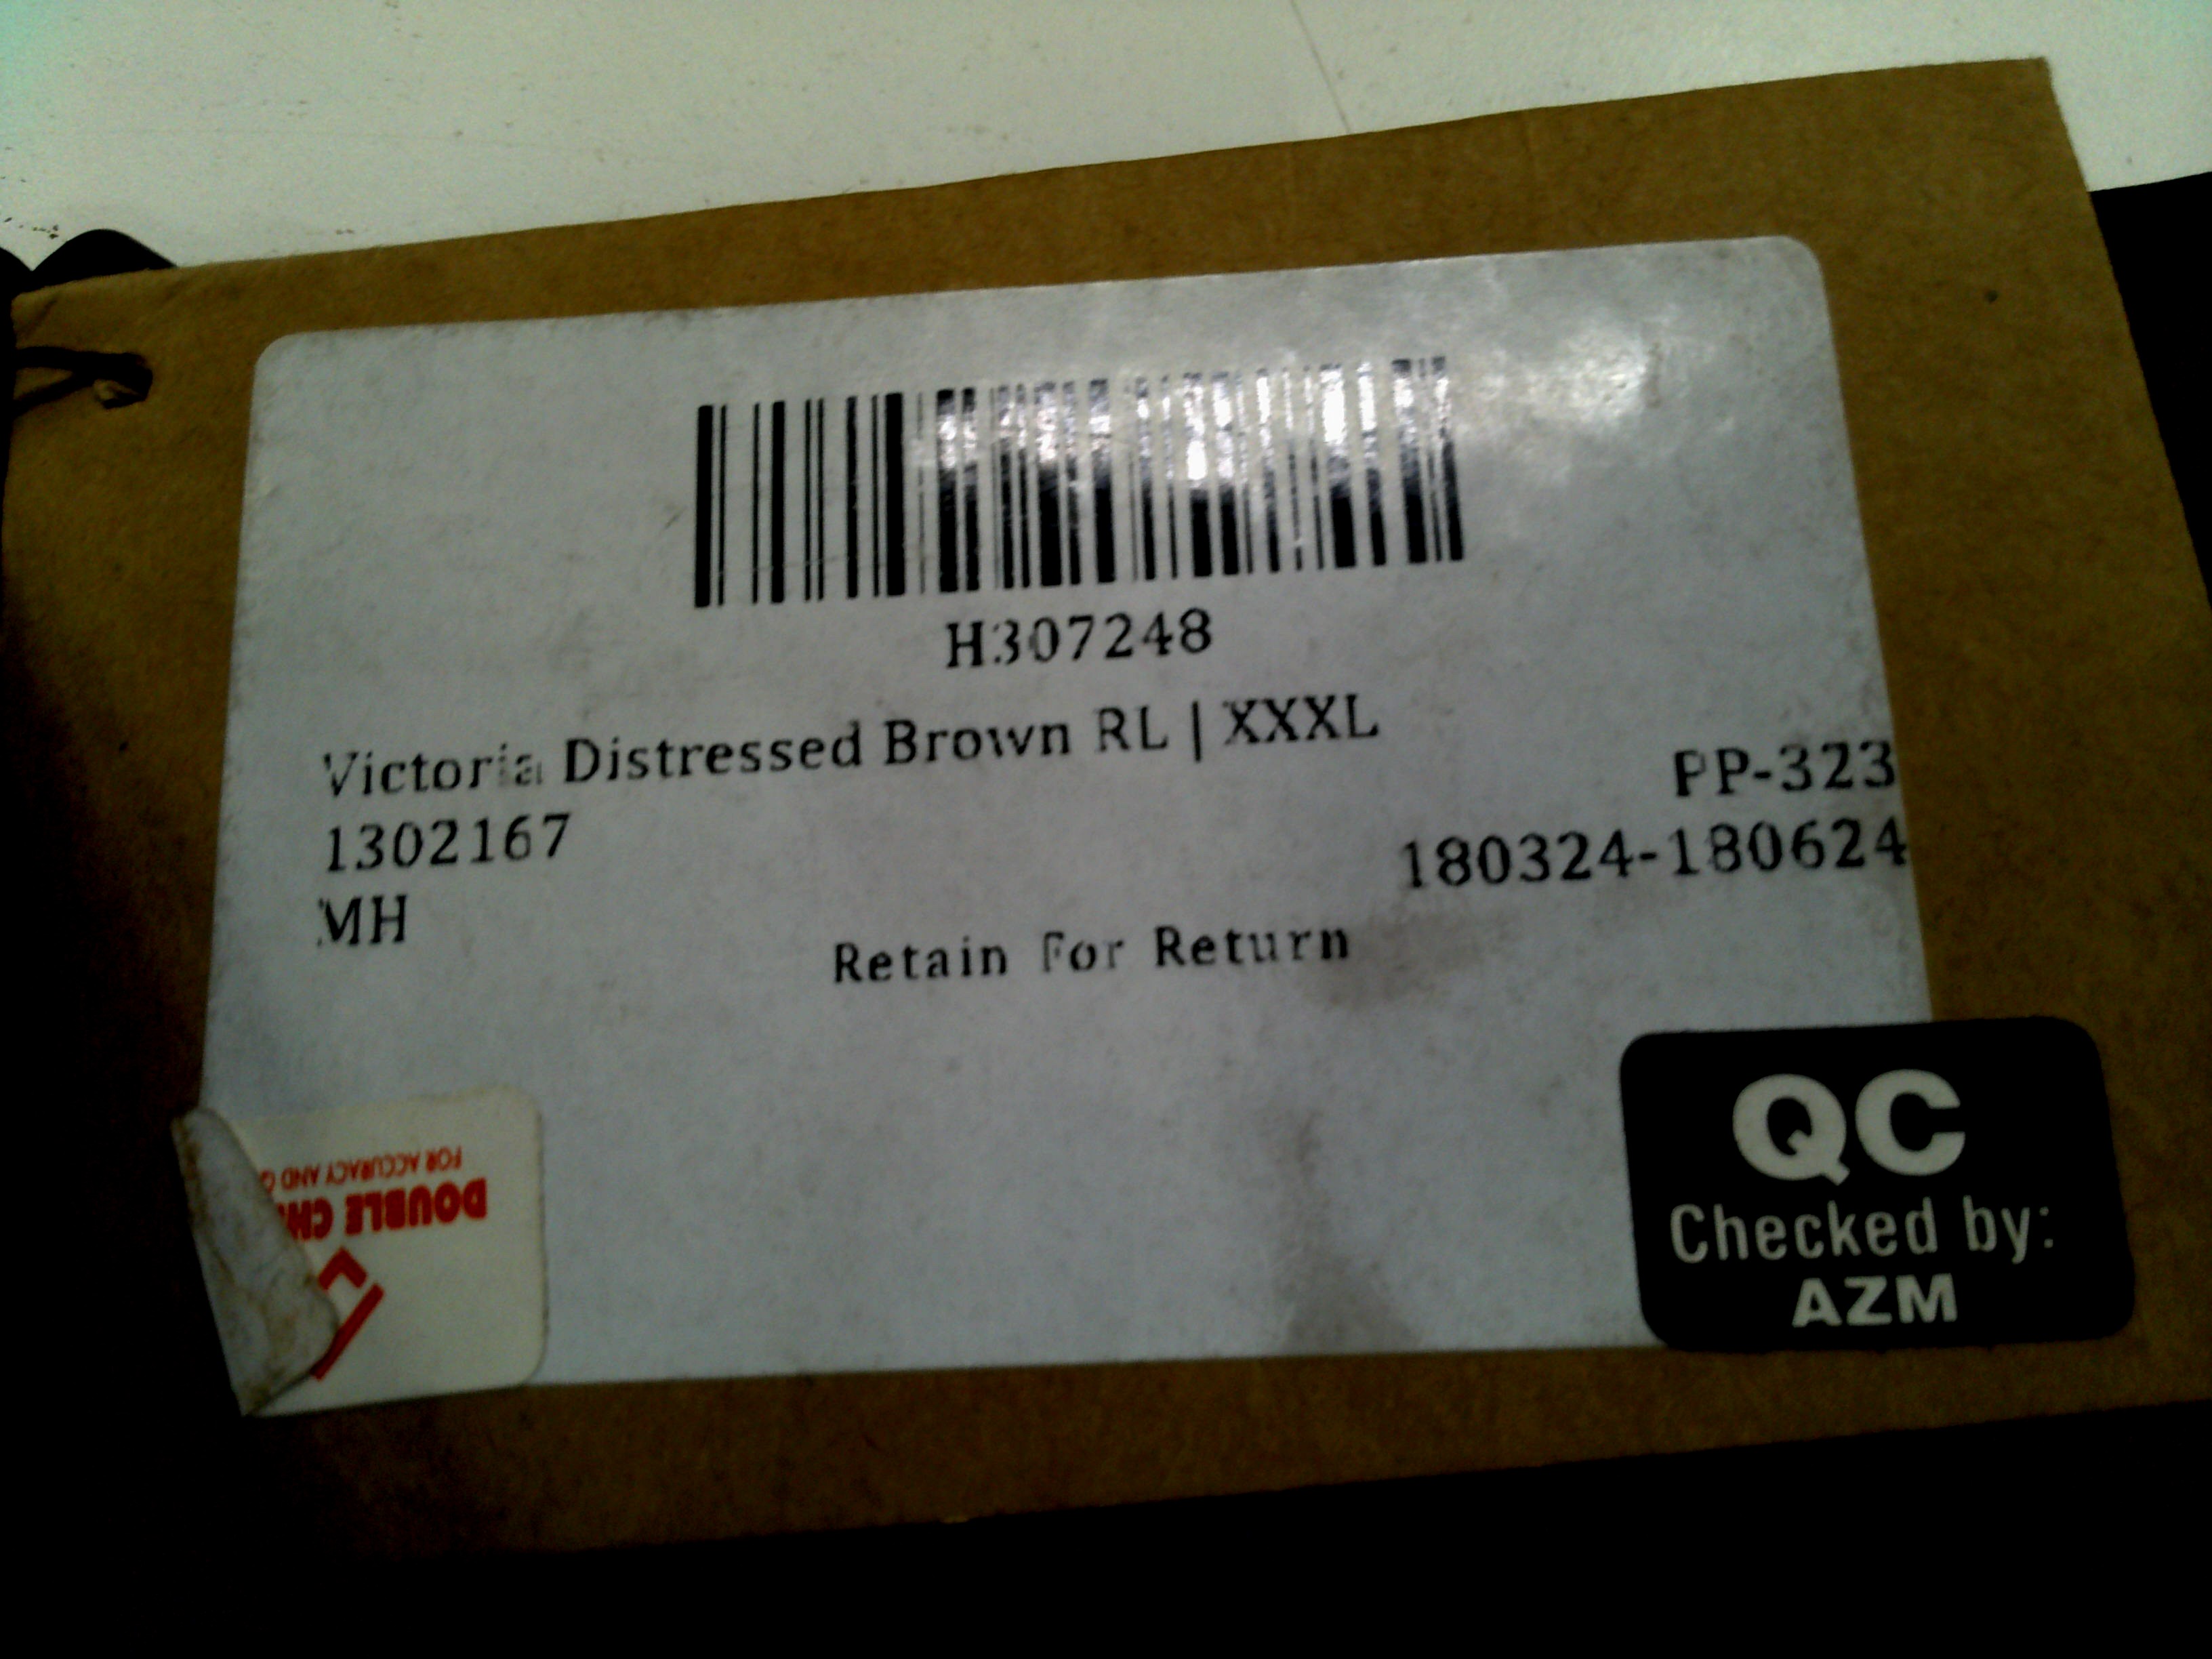 H307248
Victoria Distressed Brown RL | XXXL
PP-323
1302167
180324-180624
MH
Retain For Return
QC
Checked by:
AZM
DOUBLE
FOR ACCURACY AND